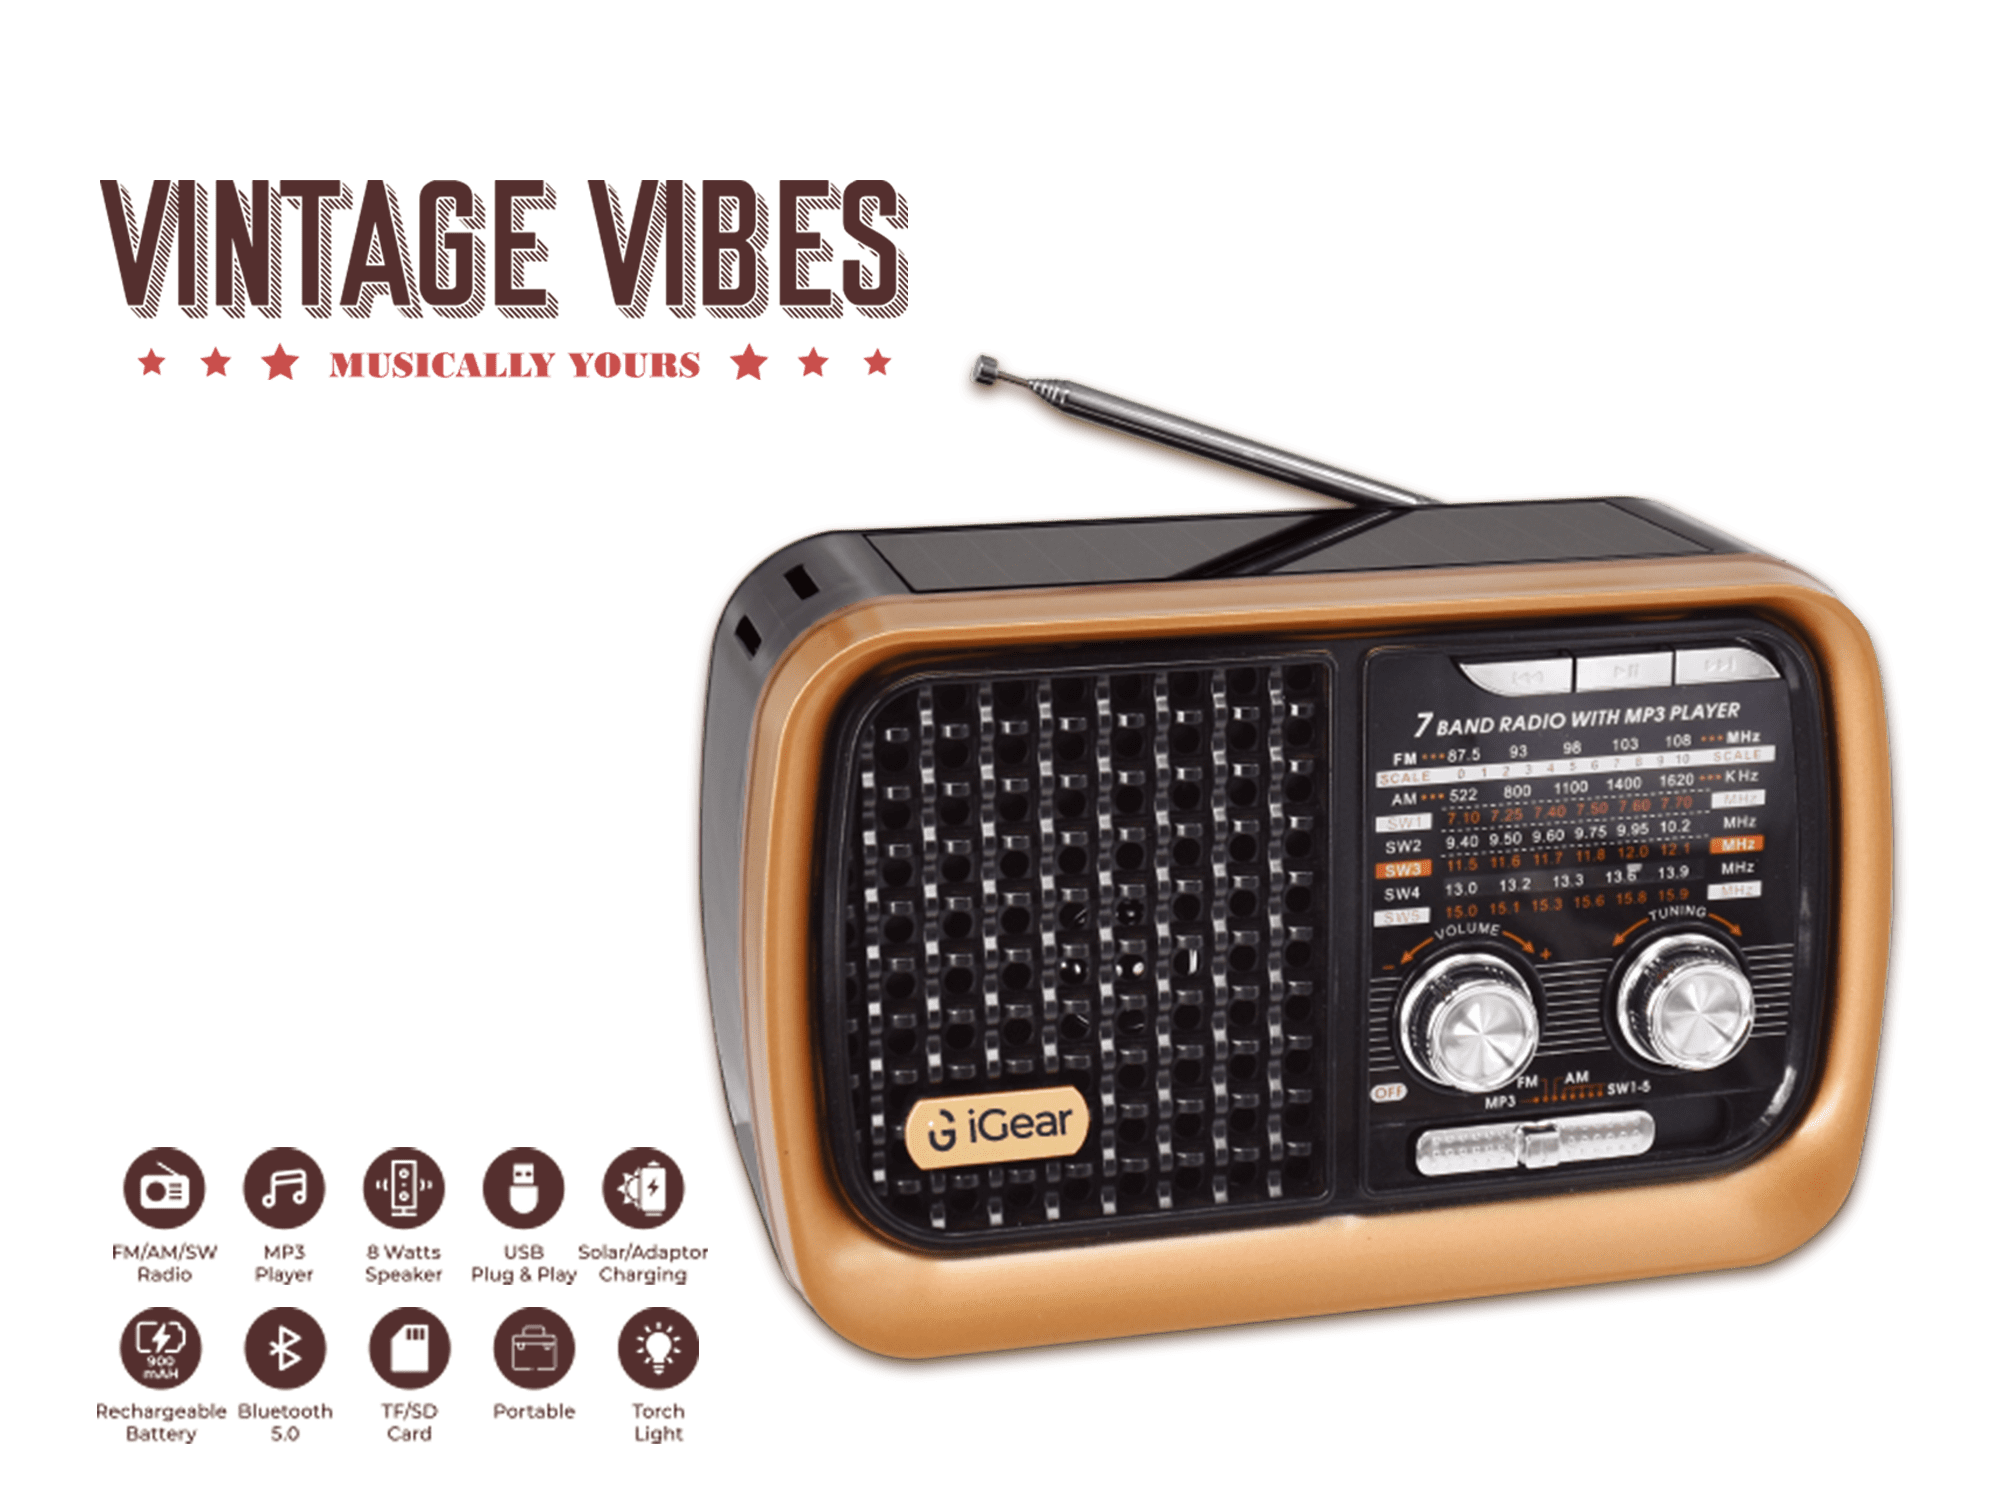 VINTAGE VIBES
MUSICALLY YOURS
7 BAND RADIO WITH MP3 PLAYER
FM 87.5 93 98 103 108 MHz
SCALE 0 1 2 3 4 5 6 7 8 9 10 SCALE
AM 522 800 1100 1400 1620 KHz
SW1 7.10 7.25 7.40 7.50 7.60 7.70 MHz
SW2 9.40 9.50 9.60 9.75 9.95 10.2 MHz
SW3 11.5 11.6 11.7 11.8 12.0 12.1 MHz
SW4 13.0 13.2 13.3 13.6 13.9 MHz
SW5 15.0 15.1 15.3 15.6 15.8 15.9 MHz
VOLUME TUNING
- +
OFF MP3 FM AM SW1-5
iGear
FM/AM/SW
Radio
MP3
Player
8 Watts
Speaker
USB
Plug & Play
Solar/Adaptor
Charging
900
mAH
Rechargeable
Battery
Bluetooth
5.0
TF/SD
Card
Portable
Torch
Light